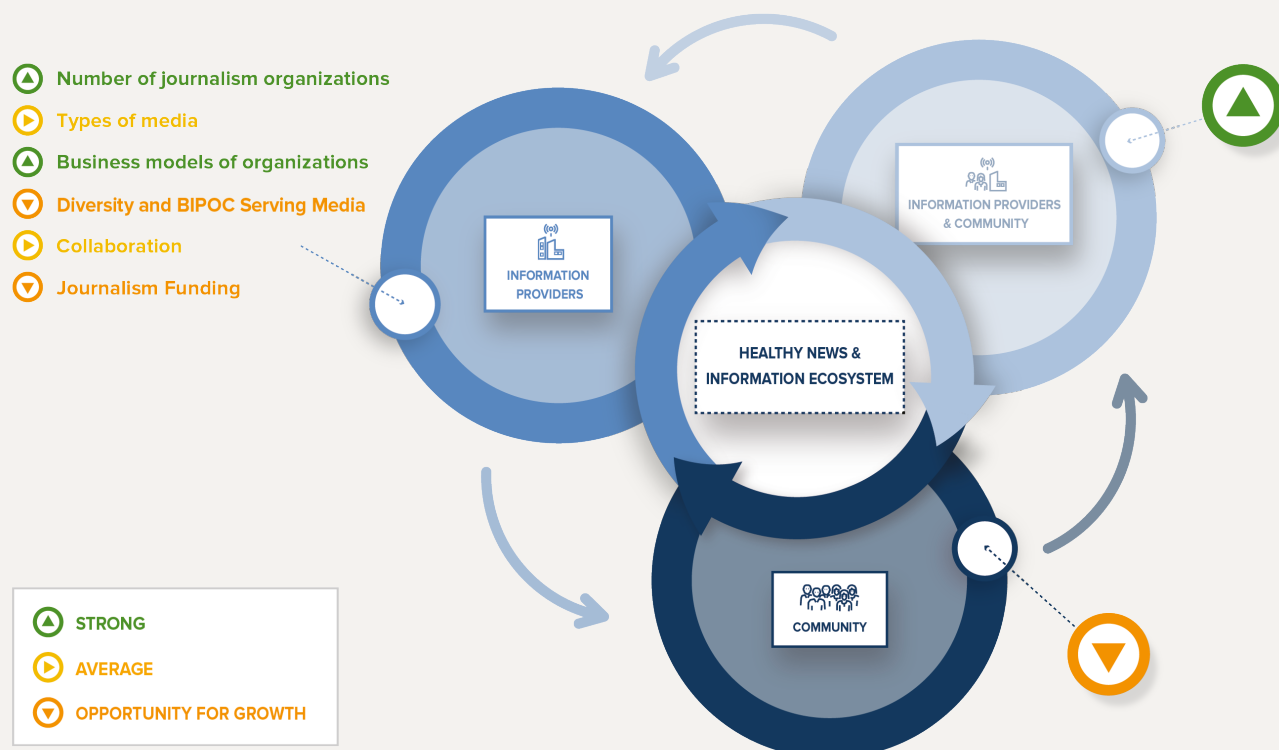 Number of journalism organizations
Types of media
Business models of organizations
Diversity and BIPOC Serving Media
Collaboration
Journalism Funding
INFORMATION
PROVIDERS
INFORMATION PROVIDERS
& COMMUNITY
HEALTHY NEWS &
INFORMATION ECOSYSTEM
COMMUNITY
STRONG
AVERAGE
OPPORTUNITY FOR GROWTH